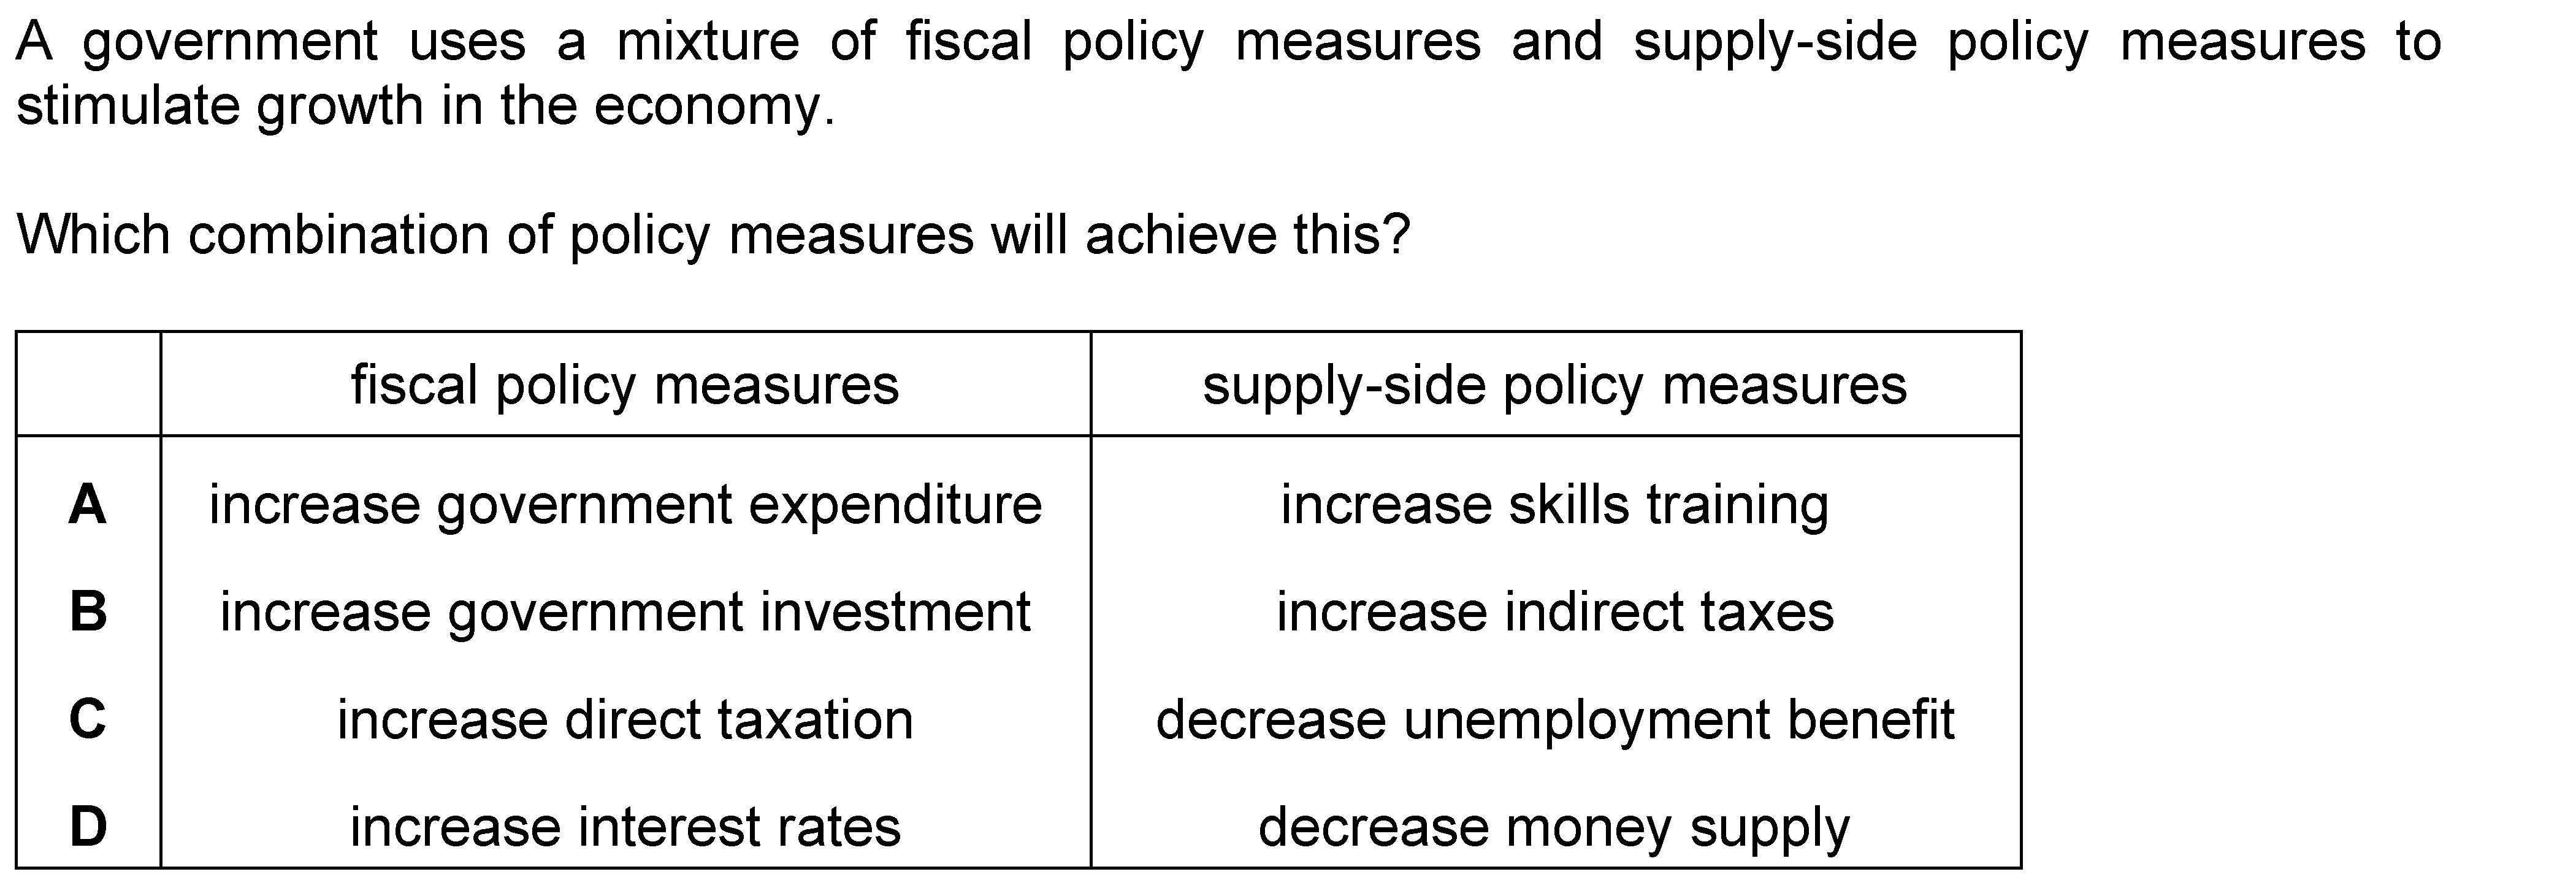 A government uses a mixture of fiscal policy measures and supply-side policy measures to
stimulate growth in the economy.
Which combination of policy measures will achieve this?
fiscal policy measures supply-side policy measures
A increase government expenditure increase skills training
B increase government investment increase indirect taxes
C increase direct taxation decrease unemployment benefit
D increase interest rates decrease money supply